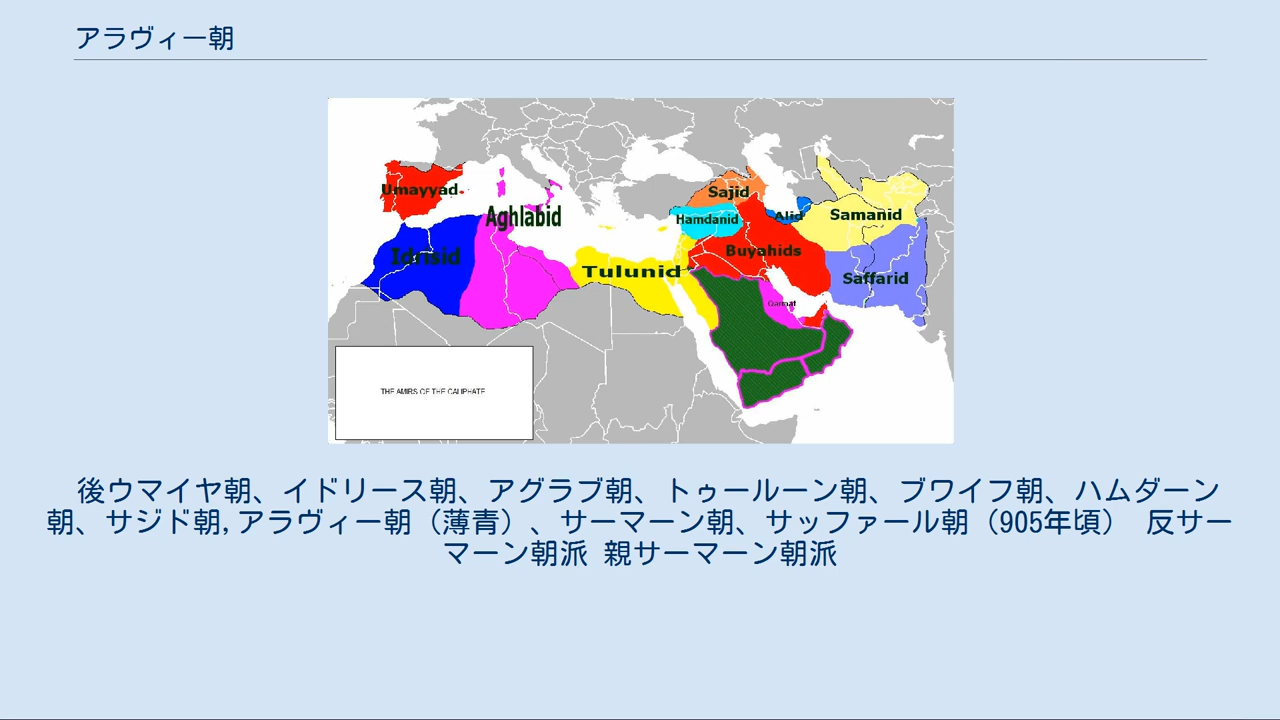 アラヴィー朝
Umayyad
Aghlabid
Idrisid
Tulunid
Sajid
Hamdanid
Alid
Samanid
Buyahids
Saffarid
Qarmat
THE AMIRS OF THE CALIPHATE
後ウマイヤ朝、イドリース朝、アグラブ朝、トゥールーン朝、ブワイフ朝、ハムダーン
朝、サジド朝,アラヴィー朝（薄青）、サーマーン朝、サッファール朝（905年頃） 反サー
マーン朝派 親サーマーン朝派